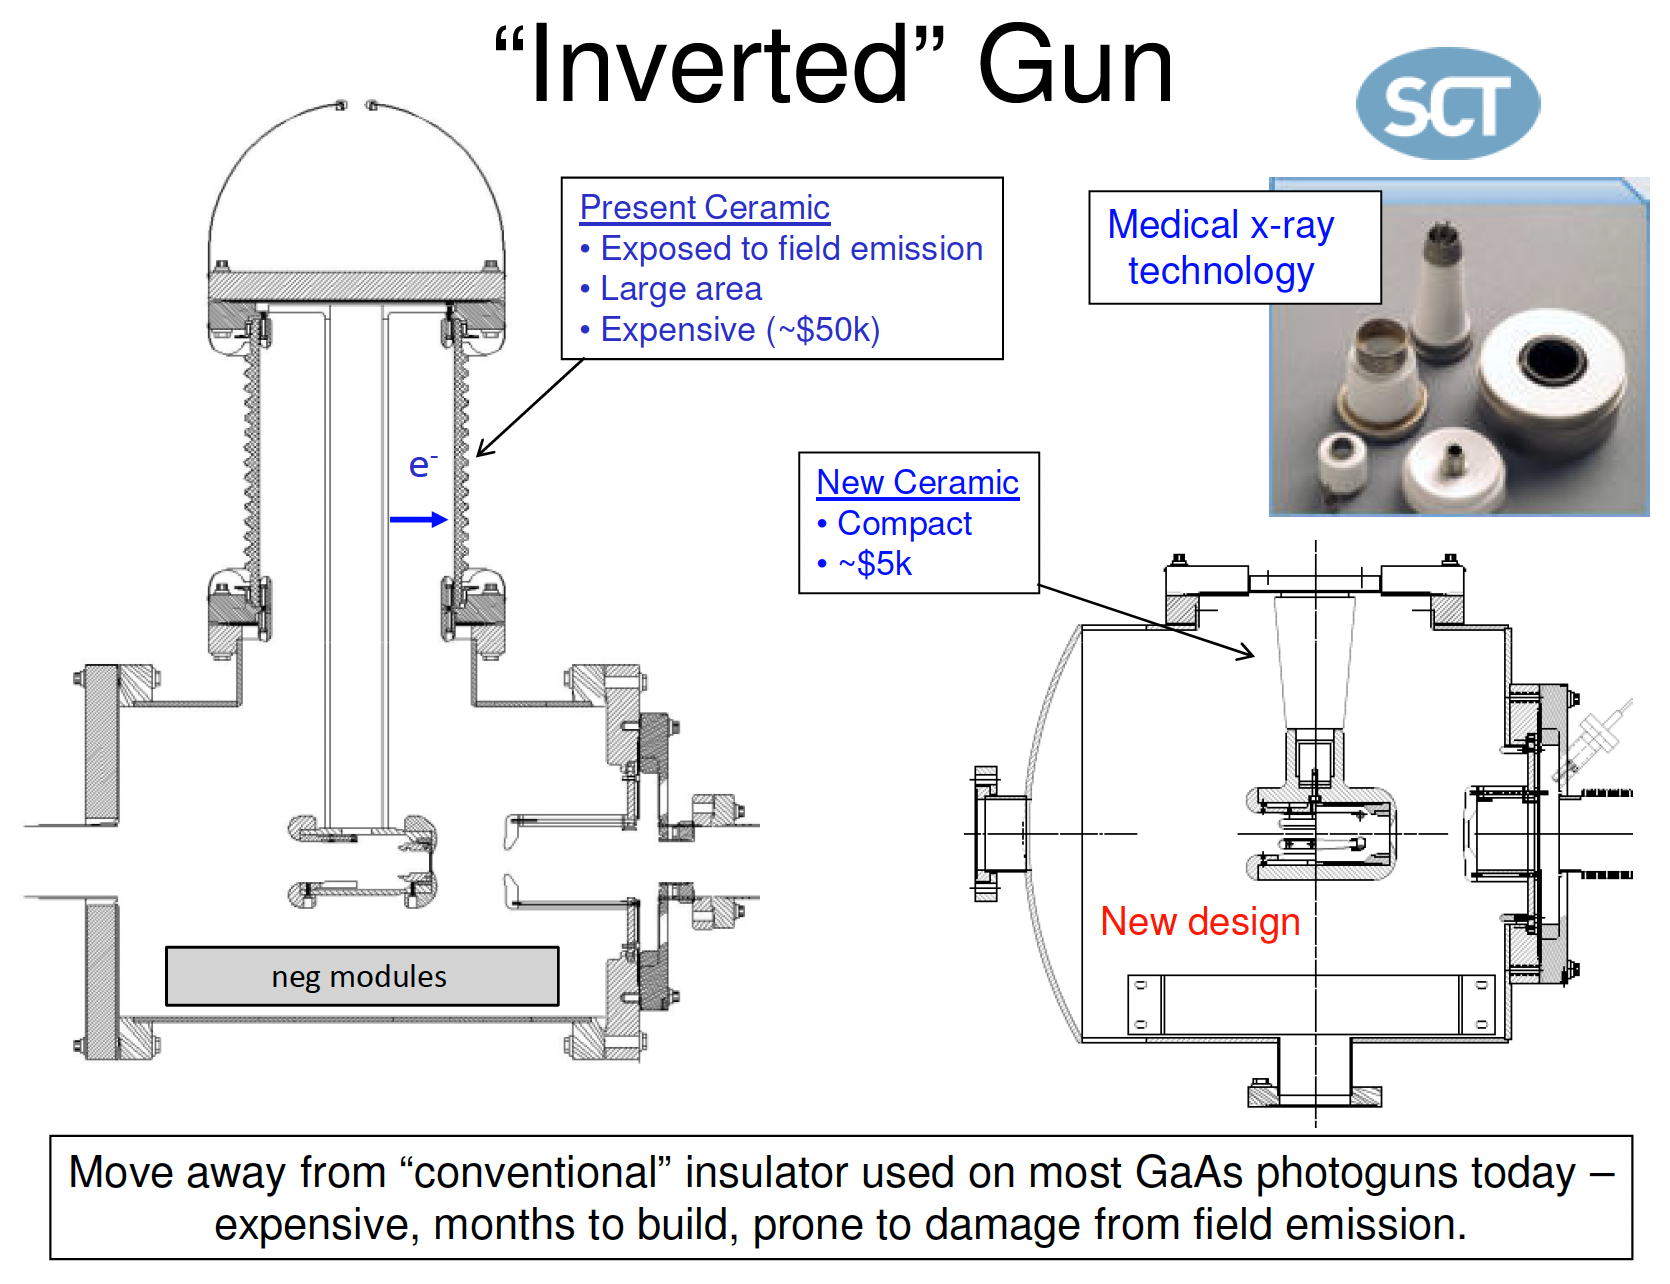 “Inverted” Gun
SCT
Present Ceramic
• Exposed to field emission
• Large area
• Expensive (~$50k)
Medical x-ray
technology
e-
New Ceramic
• Compact
• ~$5k
New design
neg modules
Move away from “conventional” insulator used on most GaAs photoguns today –
expensive, months to build, prone to damage from field emission.